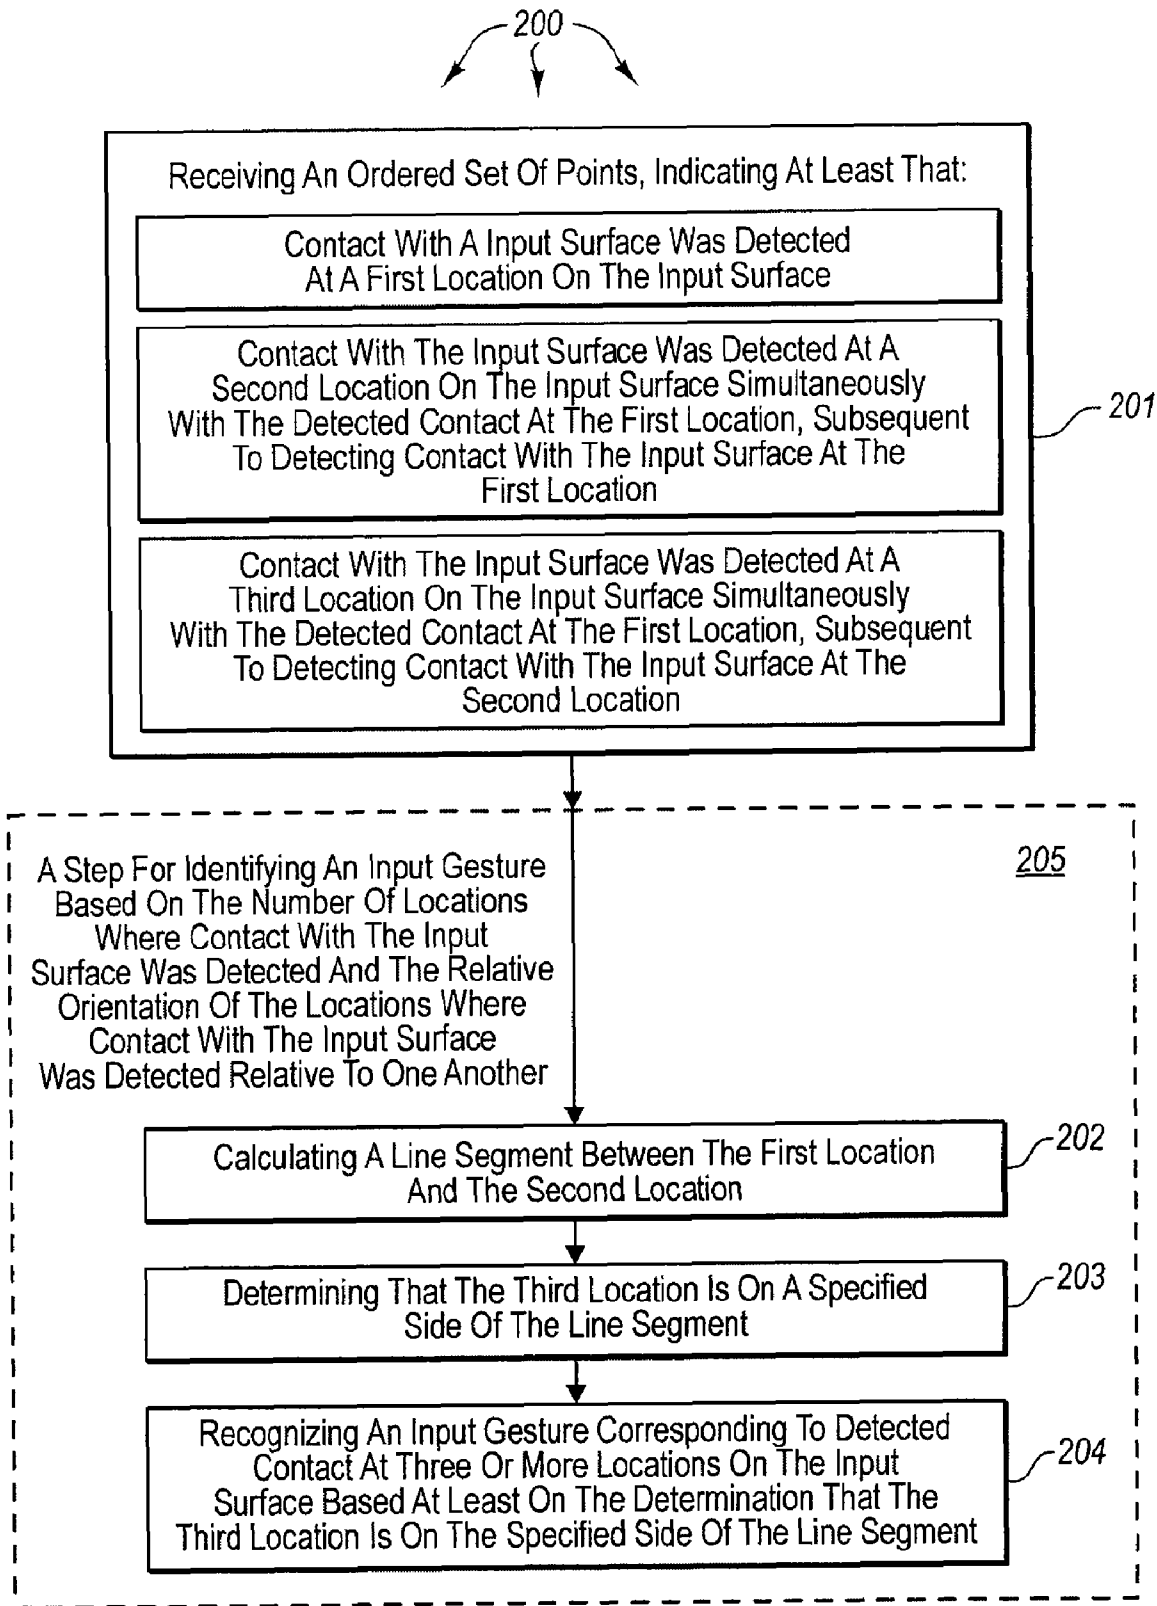 200
Receiving An Ordered Set Of Points, Indicating At Least That:
Contact With A Input Surface Was Detected
At A First Location On The Input Surface
Contact With The Input Surface Was Detected At A
Second Location On The Input Surface Simultaneously
With The Detected Contact At The First Location, Subsequent
To Detecting Contact With The Input Surface At The
First Location
201
Contact With The Input Surface Was Detected At A
Third Location On The Input Surface Simultaneously
With The Detected Contact At The First Location, Subsequent
To Detecting Contact With The Input Surface At The
Second Location
205
A Step For Identifying An Input Gesture
Based On The Number Of Locations
Where Contact With The Input
Surface Was Detected And The Relative
Orientation Of The Locations Where
Contact With The Input Surface
Was Detected Relative To One Another
Calculating A Line Segment Between The First Location
And The Second Location
202
Determining That The Third Location Is On A Specified
Side Of The Line Segment
203
Recognizing An Input Gesture Corresponding To Detected
Contact At Three Or More Locations On The Input
Surface Based At Least On The Determination That The
Third Location Is On The Specified Side Of The Line Segment
204